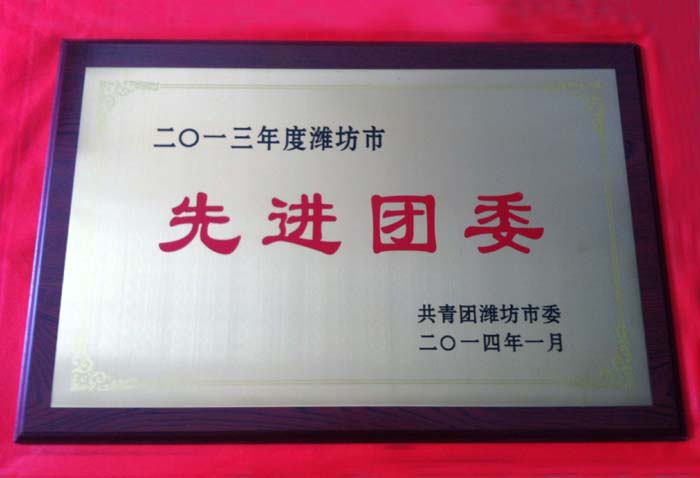 二〇一三年度潍坊市
先进团委
共青团潍坊市委
二〇一四年一月